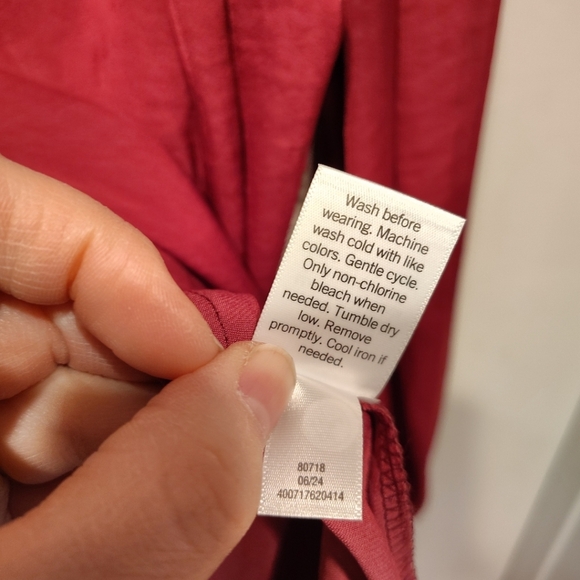 Wash before
wearing. Machine
wash cold with like
colors. Gentle cycle.
Only non-chlorine
bleach when
needed. Tumble dry
low. Remove
promptly. Cool iron if
needed.
80718
06/24
400717620414